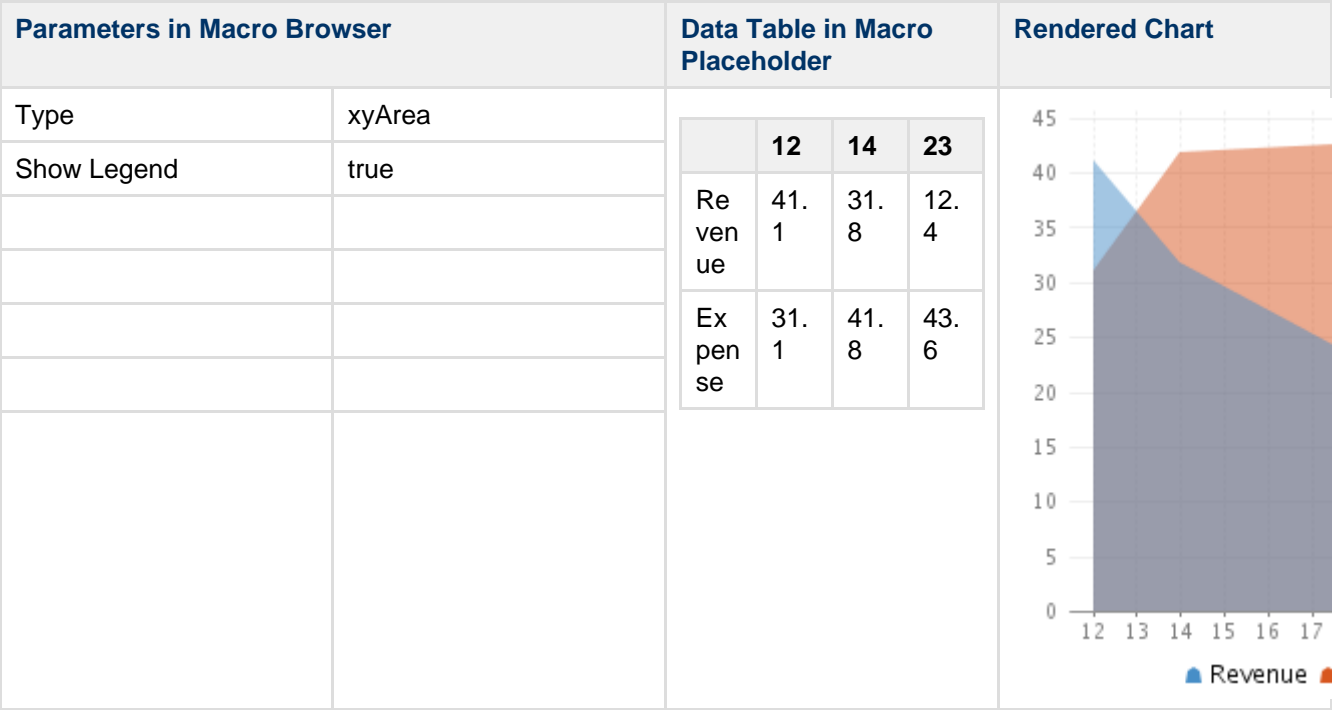 Parameters in Macro Browser
Data Table in Macro
Placeholder
Rendered Chart
Type
xyArea
Show Legend
true
12 14 23
Re
ven
ue
41.
1
31.
8
12.
4
Ex
pen
se
31.
1
41.
8
43.
6
45
40
35
30
25
20
15
10
5
0
12 13 14 15 16 17
Revenue